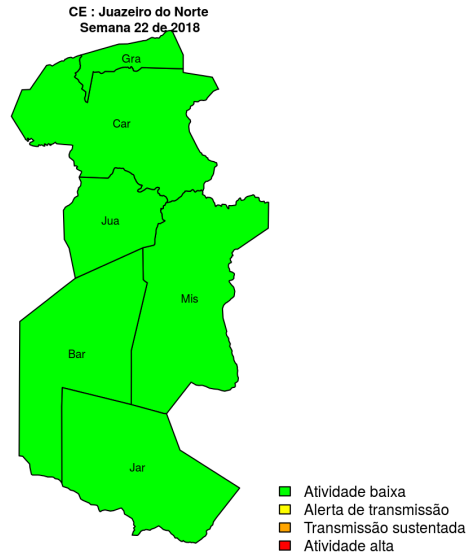 CE : Juazeiro do Norte
Semana 22 de 2018
Gra
Car
Jua
Mis
Bar
Jar
Atividade baixa
Alerta de transmissão
Transmissão sustentada
Atividade alta